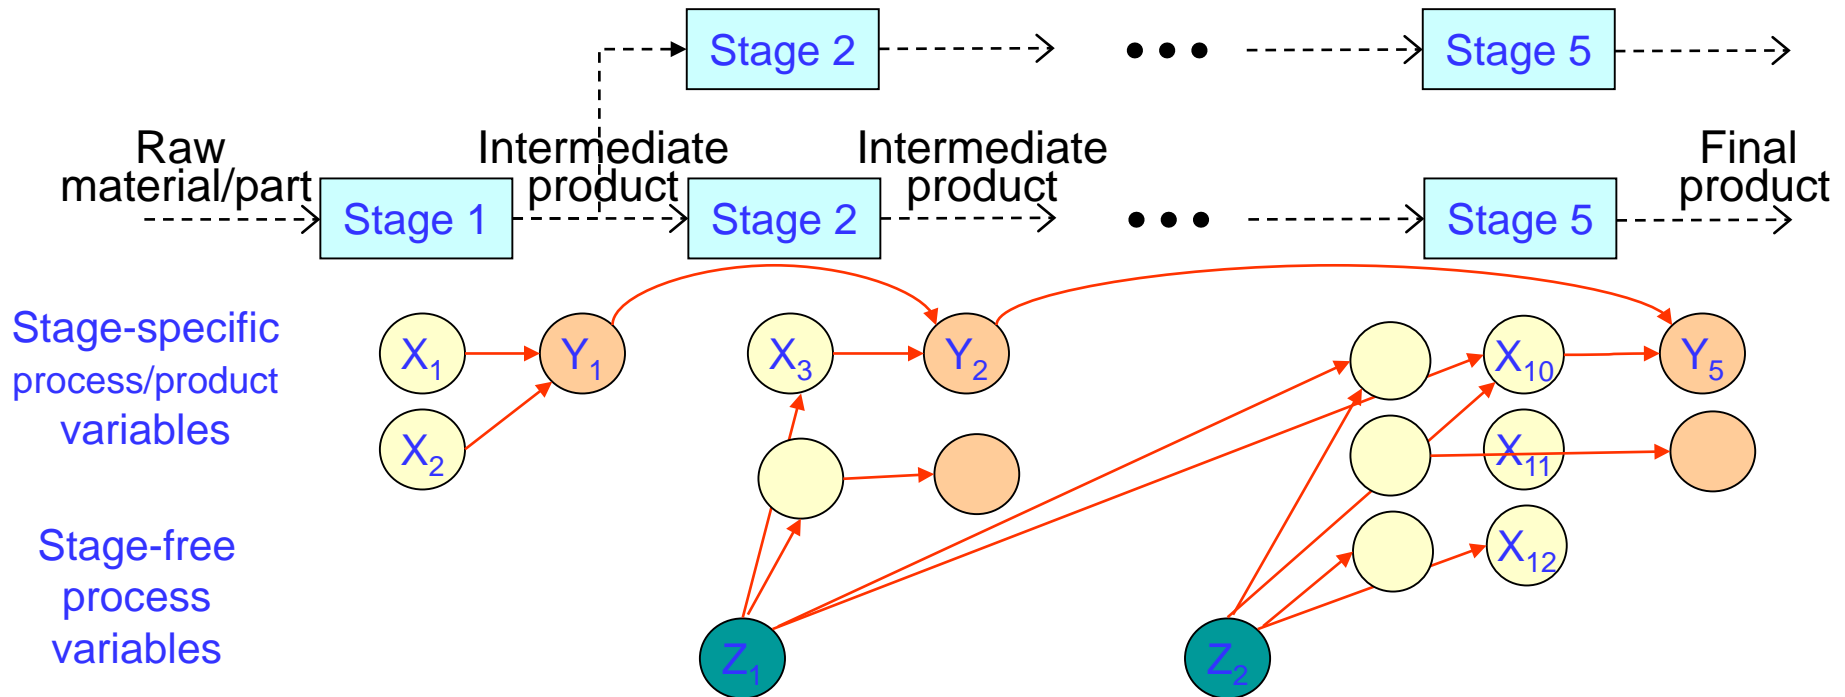 Stage 2
Stage 5
Raw
material/part
Intermediate
product
Intermediate
product
Final
product
Stage 1
Stage 2
Stage 5
Stage-specific
process/product
variables
X1
Y1
X3
Y2
X10
Y5
X2
X11
X12
Stage-free
process
variables
Z1
Z2